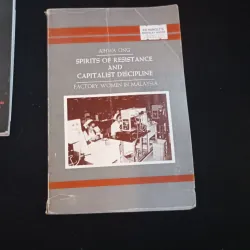 AIHWA ONG
SPIRITS OF RESISTANCE
AND
CAPITALIST DISCIPLINE
FACTORY WOMEN IN MALAYSIA